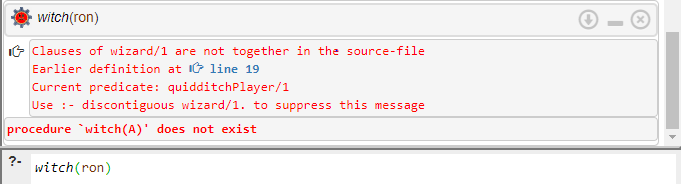 witch(ron)
Clauses of wizard/1 are not together in the source-file
Earlier definition at line 19
Current predicate: quidditchPlayer/1
Use :- discontiguous wizard/1. to suppress this message
procedure `witch(A)' does not exist
?- witch(ron)